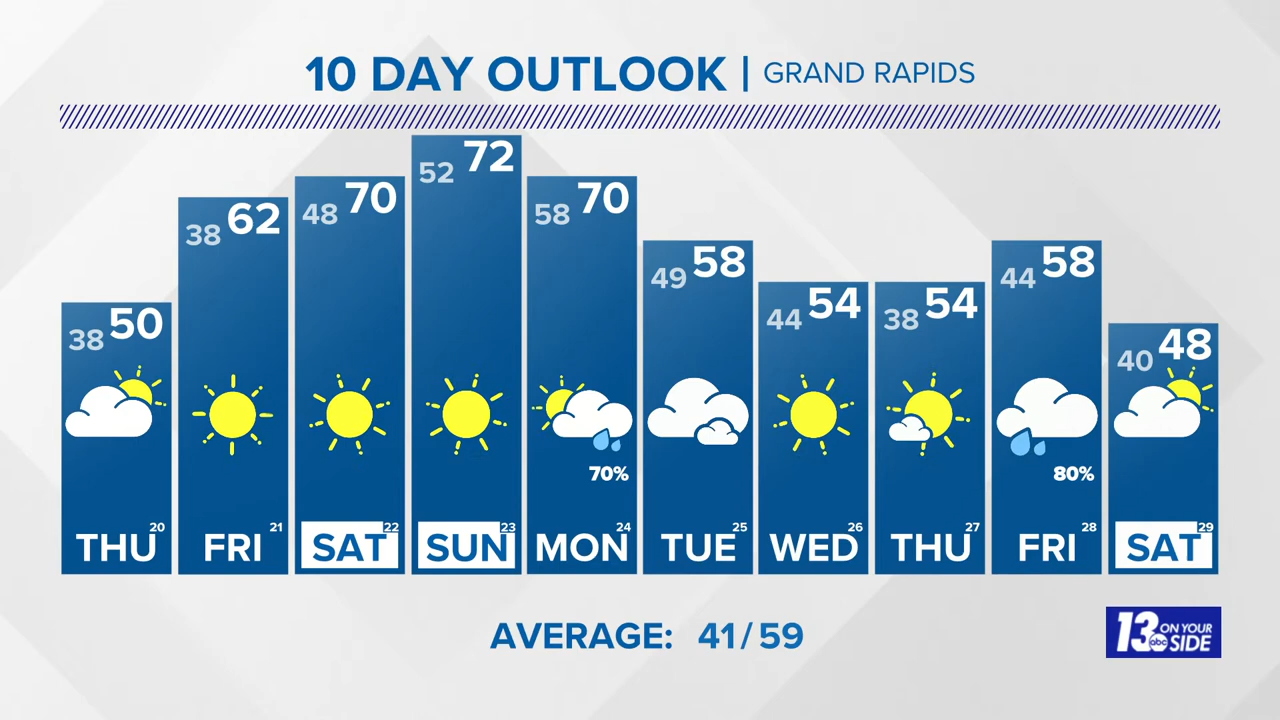 10 DAY OUTLOOK | GRAND RAPIDS
38 50
38 62
48 70
52 72
58 70
49 58
44 54
38 54
44 58
40 48
70%
80%
THU 20
FRI 21
SAT 22
SUN 23
MON 24
TUE 25
WED 26
THU 27
FRI 28
SAT 29
AVERAGE: 41/59
13 abc ON YOUR SIDE